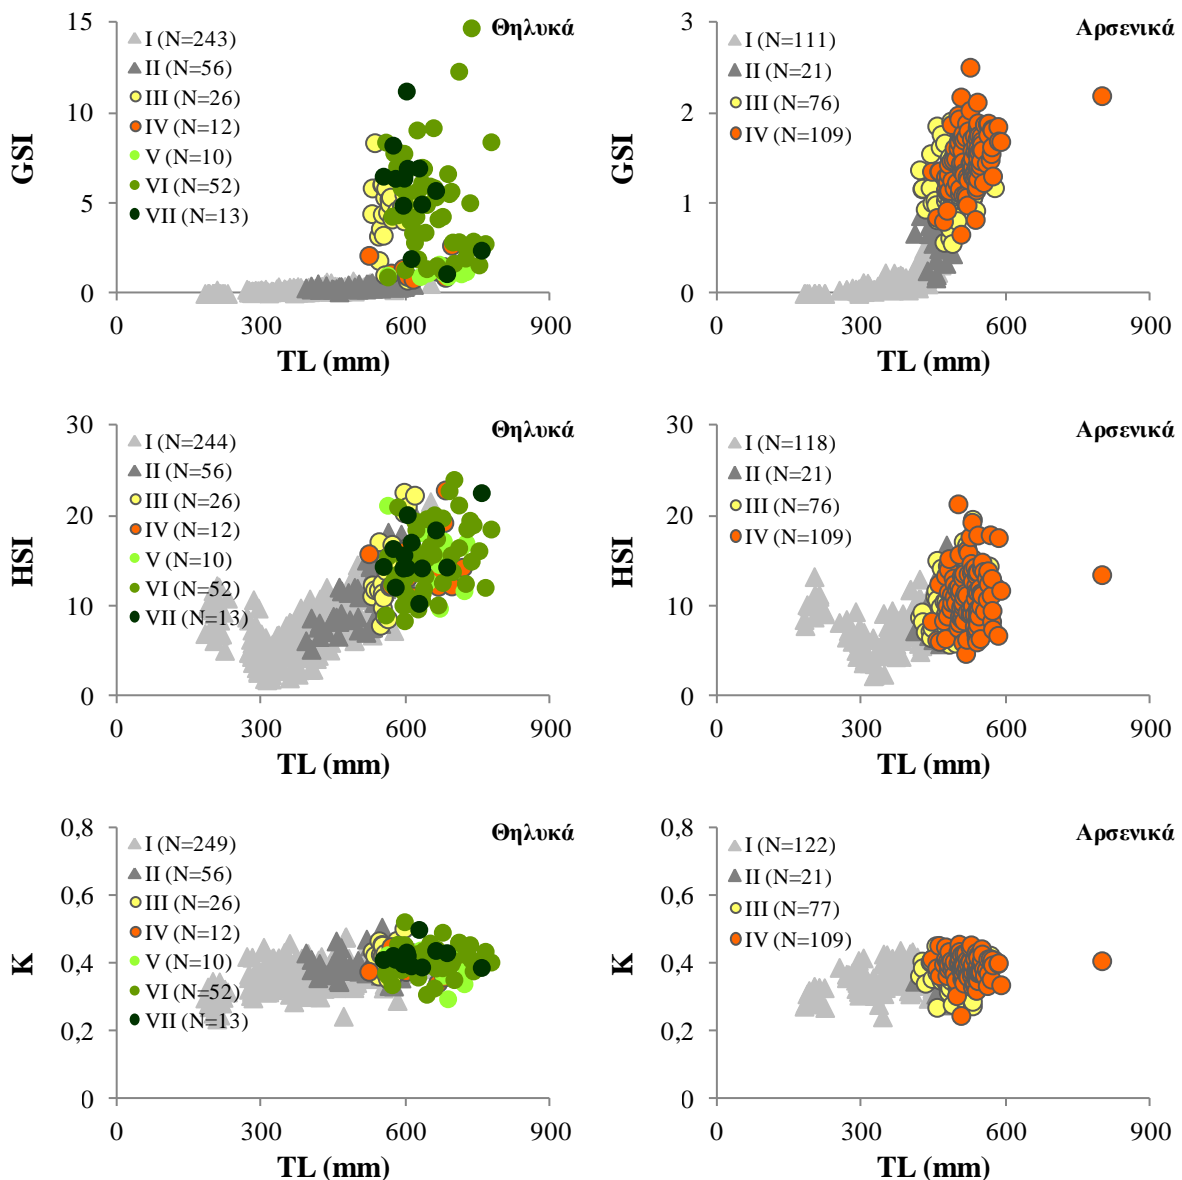 Θηλυκά
15
10
5
0
GSI
I (N=243)
II (N=56)
III (N=26)
IV (N=12)
V (N=10)
VI (N=52)
VII (N=13)
0 300 600 900
TL (mm)
Αρσενικά
3
2
1
0
GSI
I (N=111)
II (N=21)
III (N=76)
IV (N=109)
0 300 600 900
TL (mm)
Θηλυκά
30
20
10
0
HSI
I (N=244)
II (N=56)
III (N=26)
IV (N=12)
V (N=10)
VI (N=52)
VII (N=13)
0 300 600 900
TL (mm)
Αρσενικά
30
20
10
0
HSI
I (N=118)
II (N=21)
III (N=76)
IV (N=109)
0 300 600 900
TL (mm)
Θηλυκά
0,8
0,6
0,4
0,2
0
K
I (N=249)
II (N=56)
III (N=26)
IV (N=12)
V (N=10)
VI (N=52)
VII (N=13)
0 300 600 900
TL (mm)
Αρσενικά
0,8
0,6
0,4
0,2
0
K
I (N=122)
II (N=21)
III (N=77)
IV (N=109)
0 300 600 900
TL (mm)